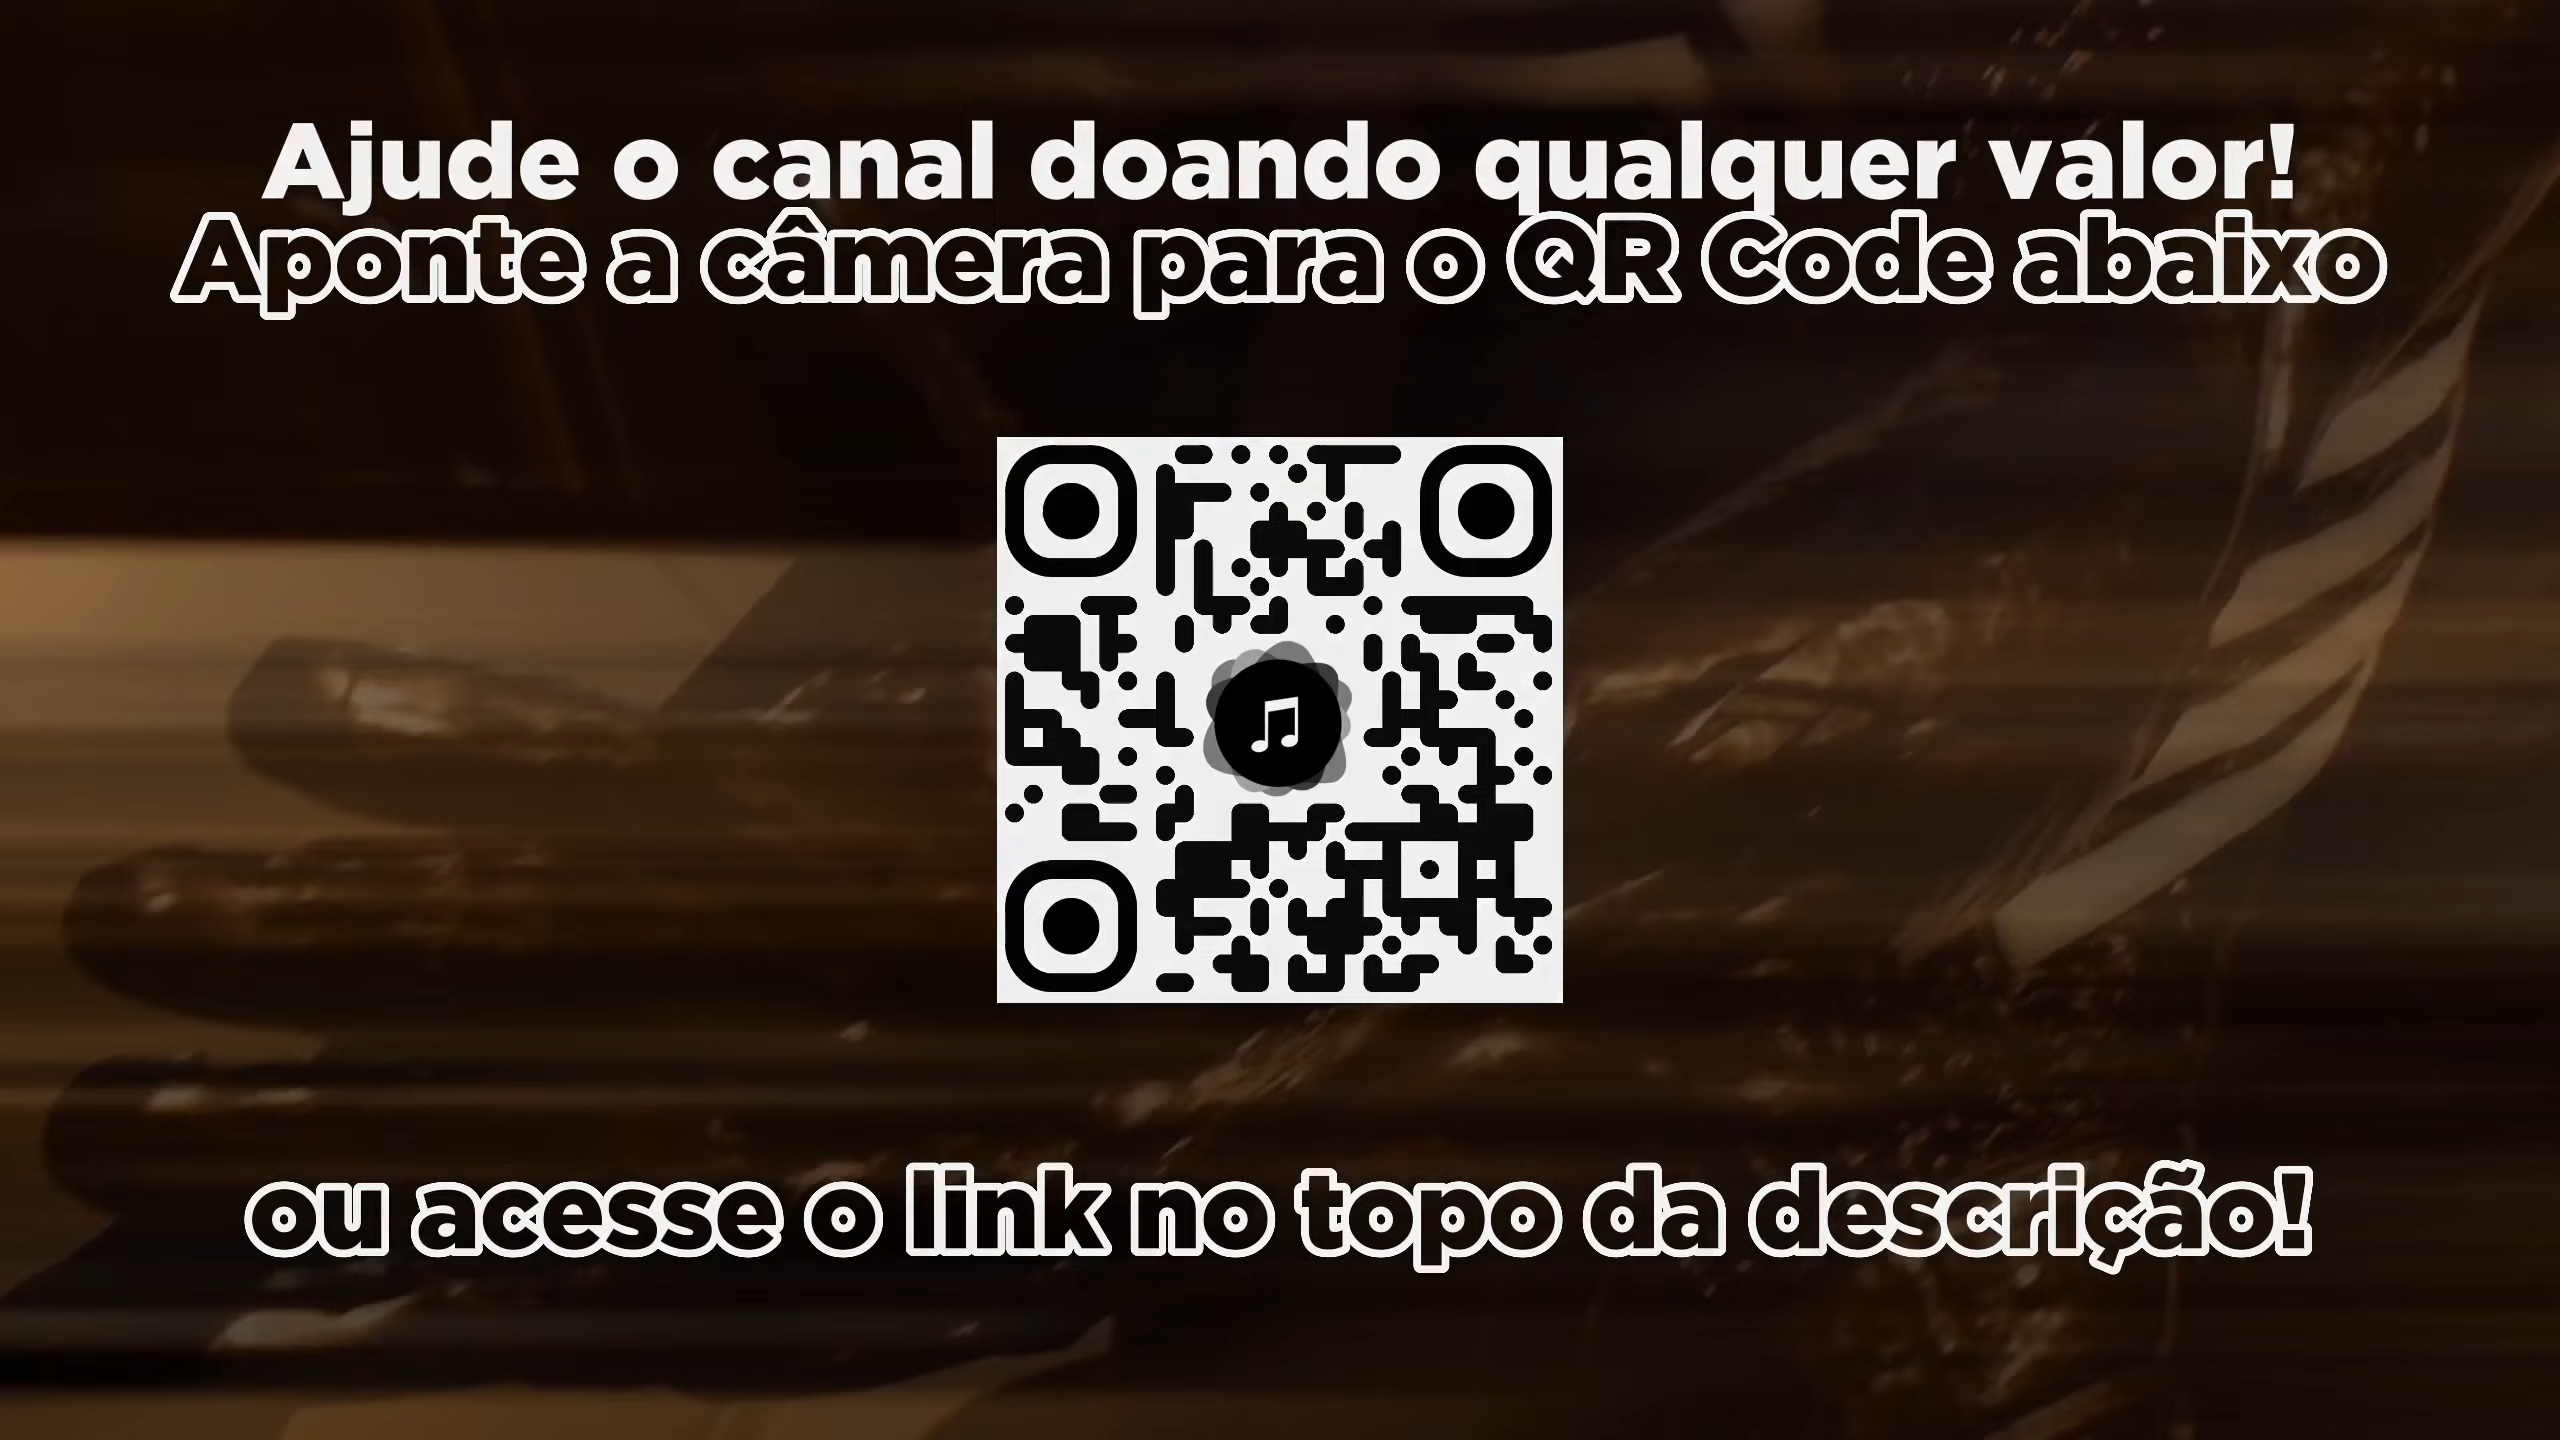 Ajude o canal doando qualquer valor!
Aponte a câmera para o QR Code abaixo
ou acesse o link no topo da descrição!